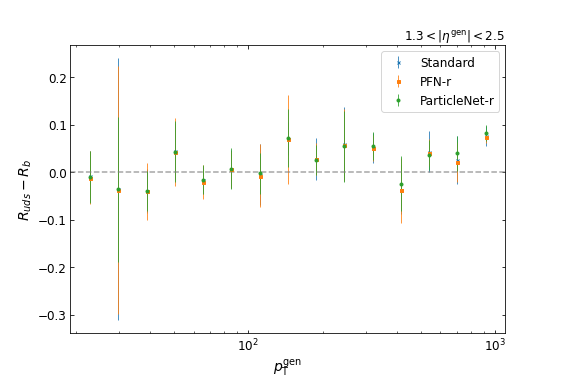 1.3 < |η^gen| < 2.5
Standard
PFN-r
ParticleNet-r
R_uds − R_b
0.2
0.1
0.0
−0.1
−0.2
−0.3
10^2
10^3
p_T^gen